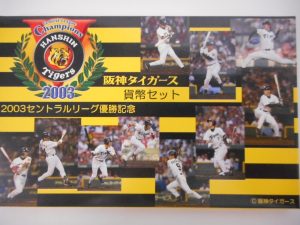 Champions
HANSHIN
Tigers
2003
阪神タイガース
貨幣セット
2003セントラルリーグ優勝記念
© 阪神タイガース